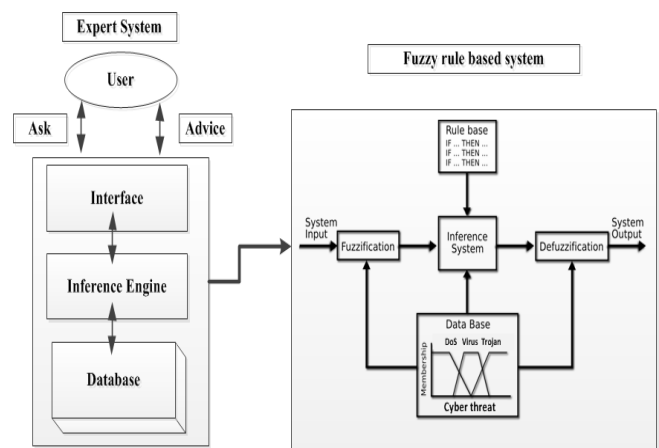 Expert System
User
Ask
Advice
Interface
Inference Engine
Database
Fuzzy rule based system
Rule base
IF ... THEN ...
IF ... THEN ...
IF ... THEN ...
System
Input
Fuzzification
Inference
System
Defuzzification
System
Output
Data Base
DoS Virus Trojan
Membership
Cyber threat